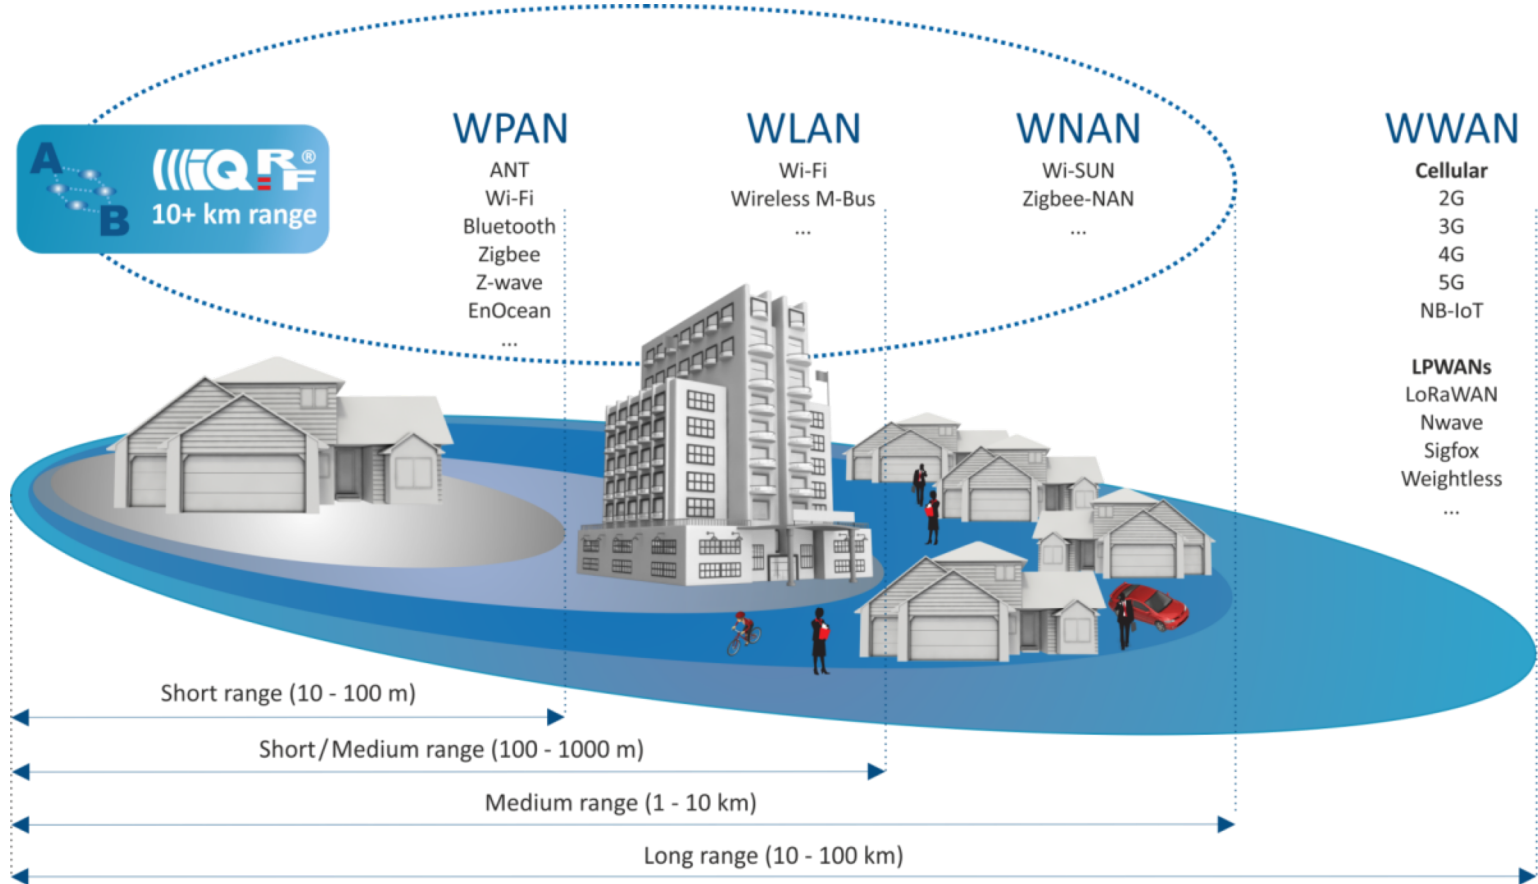 A
B
IQRF®
10+ km range
WPAN
ANT
Wi-Fi
Bluetooth
Zigbee
Z-wave
EnOcean
...
WLAN
Wi-Fi
Wireless M-Bus
...
WNAN
Wi-SUN
Zigbee-NAN
...
WWAN
Cellular
2G
3G
4G
5G
NB-IoT
LPWANs
LoRaWAN
Nwave
Sigfox
Weightless
...
Short range (10 - 100 m)
Short/Medium range (100 - 1000 m)
Medium range (1 - 10 km)
Long range (10 - 100 km)